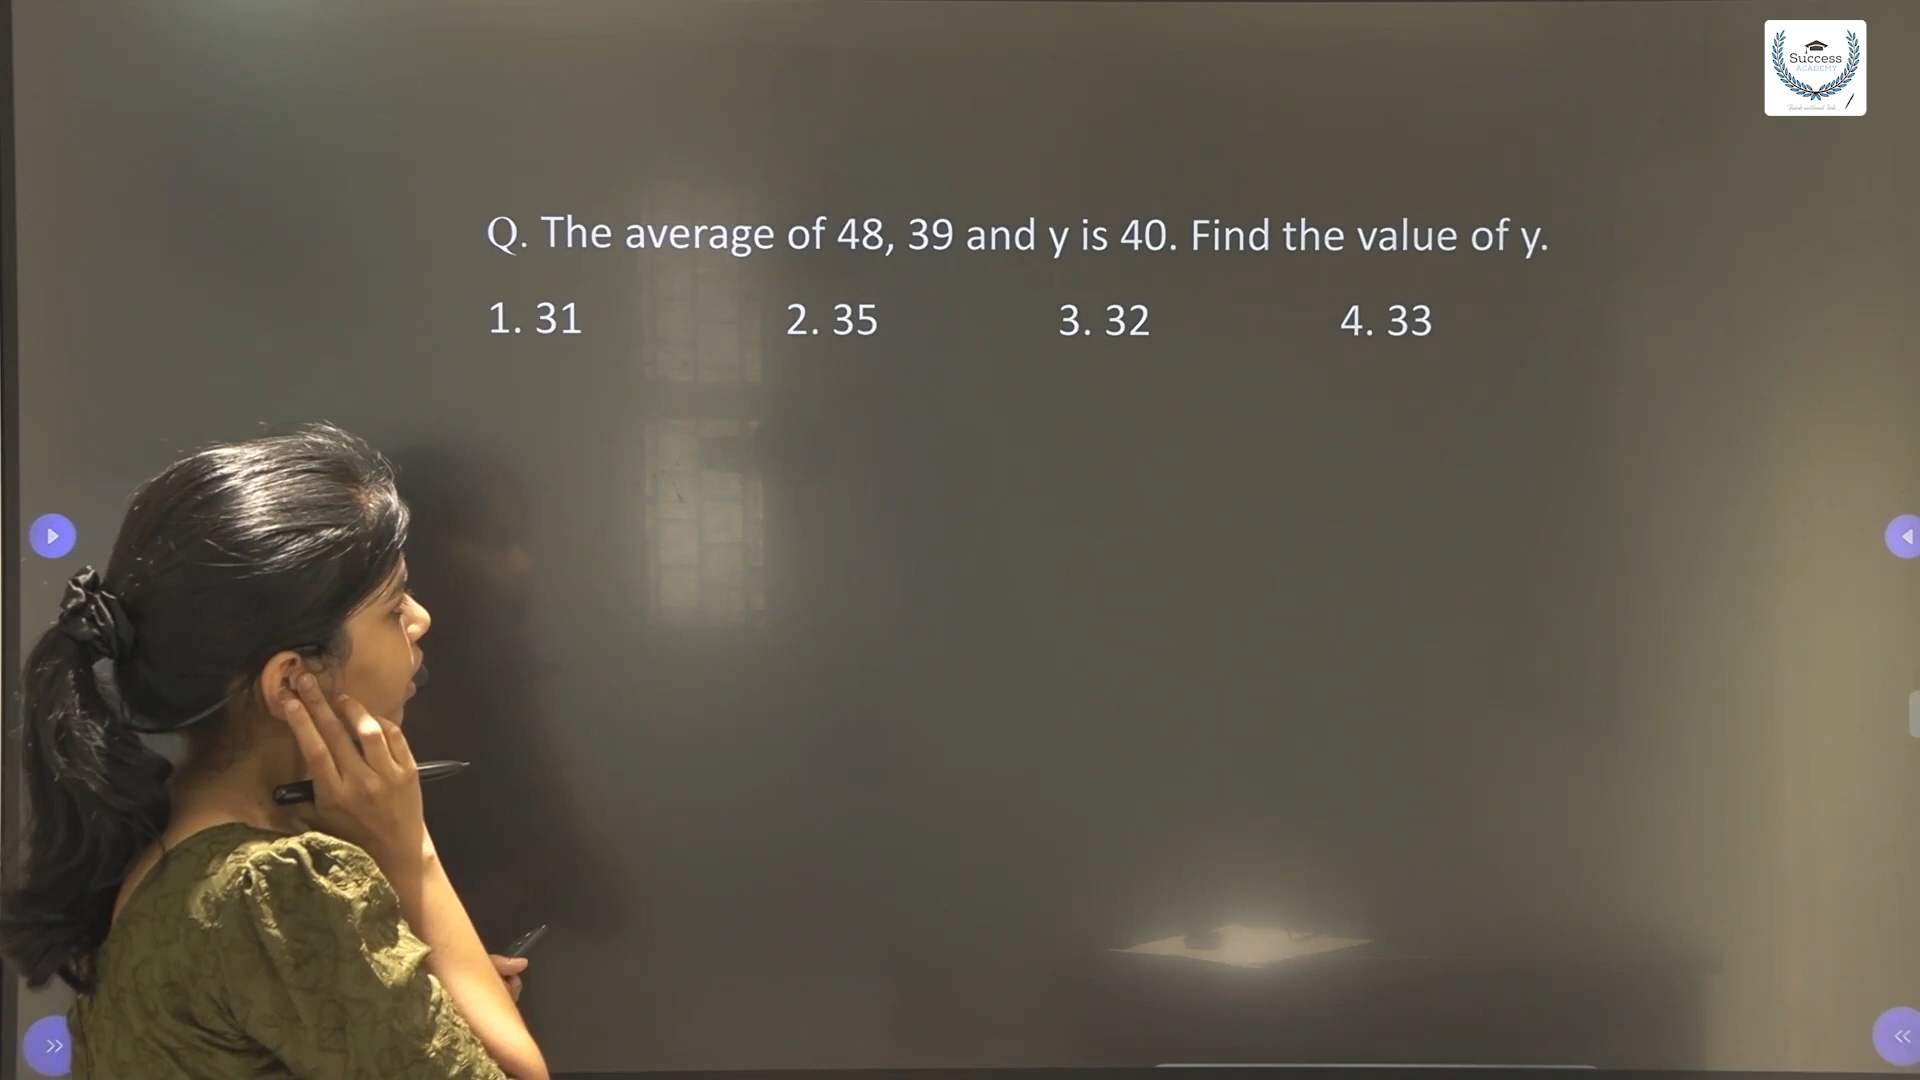 Success
ACADEMY
Q. The average of 48, 39 and y is 40. Find the value of y.
1. 31 2. 35 3. 32 4. 33